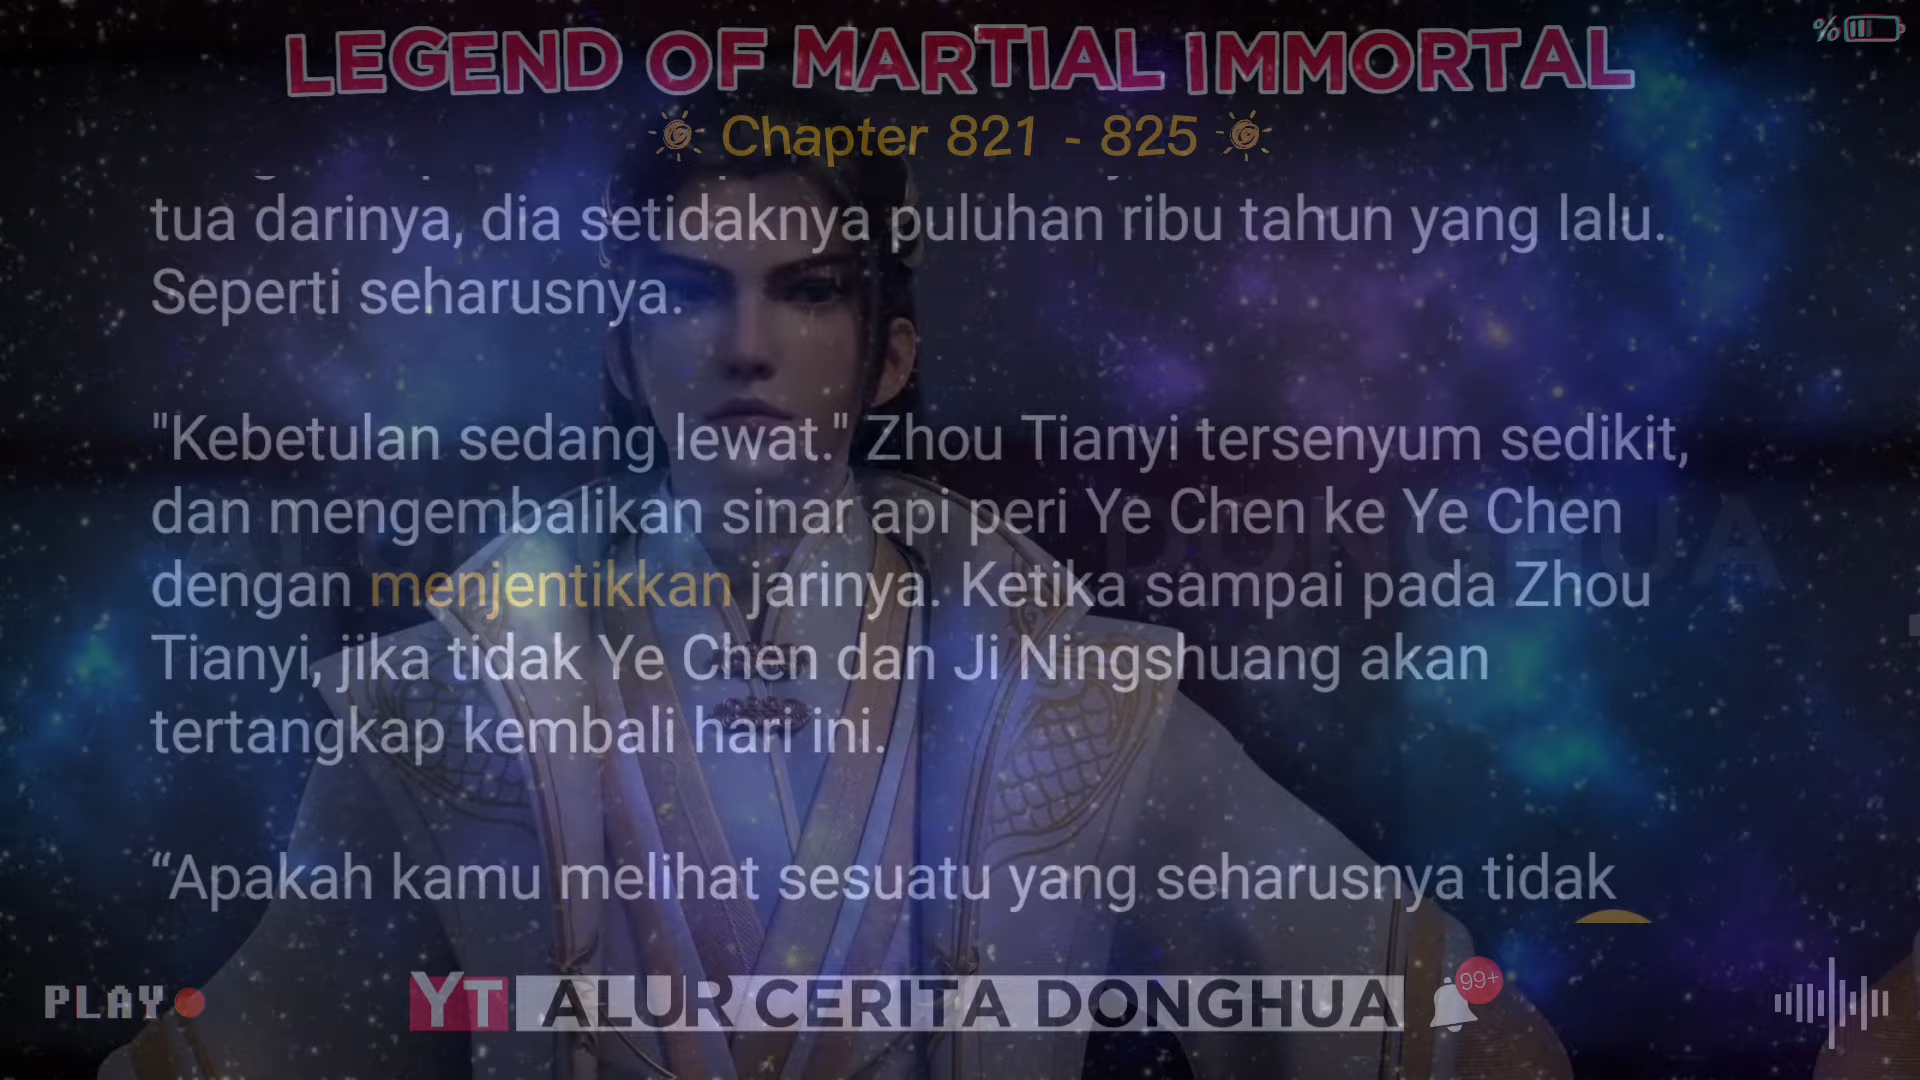 LEGEND OF MARTIAL IMMORTAL
%
Chapter 821 - 825
tua darinya, dia setidaknya puluhan ribu tahun yang lalu.
Seperti seharusnya.
"Kebetulan sedang lewat." Zhou Tianyi tersenyum sedikit,
dan mengembalikan sinar api peri Ye Chen ke Ye Chen
dengan menjentikkan jarinya. Ketika sampai pada Zhou
Tianyi, jika tidak Ye Chen dan Ji Ningshuang akan
tertangkap kembali hari ini.
“Apakah kamu melihat sesuatu yang seharusnya tidak
PLAY
YT ALUR CERITA DONGHUA
99+